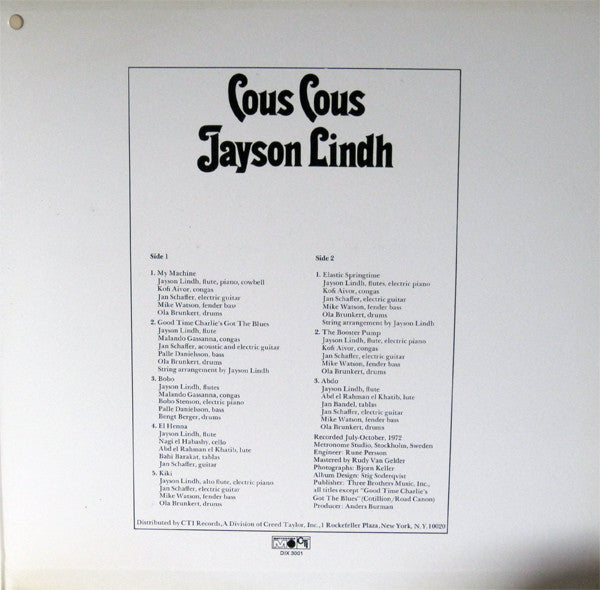 Cous Cous
Jayson Lindh
Side 1
1. My Machine
Jayson Lindh, flute, piano, cowbell
Kofi Aivor, congas
Jan Schaffer, electric guitar
Mike Watson, fender bass
Ola Brunkert, drums
2. Good Time Charlie's Got The Blues
Jayson Lindh, flute
Malando Gassanna, congas
Jan Schaffer, acoustic and electric guitar
Palle Danielsson, bass
Ola Brunkert, drums
String arrangement by Jayson Lindh
3. Bobo
Jayson Lindh, flutes
Malando Gassanna, congas
Bobo Stenson, electric piano
Palle Danielsson, bass
Bengt Berger, drums
4. El Henna
Jayson Lindh, flute
Nagi el Habashy, cello
Abd el Rahman el Khatib, lute
Bahi Barakat, tablas
Jan Schaffer, guitar
5. Kiki
Jayson Lindh, alto flute, electric piano
Jan Schaffer, electric guitar
Mike Watson, fender bass
Ola Brunkert, drums
Side 2
1. Elastic Springtime
Jayson Lindh, flutes, electric piano
Kofi Aivor, congas
Jan Schaffer, electric guitar
Mike Watson, fender bass
Ola Brunkert, drums
String arrangement by Jayson Lindh
2. The Booster Pump
Jayson Lindh, flute, electric piano
Kofi Aivor, congas
Jan Schaffer, electric guitar
Mike Watson, fender bass
Ola Brunkert, drums
3. Abdo
Jayson Lindh, flute
Abd el Rahman el Khatib, lute
Jan Bandel, tablas
Jan Schaffer, electric guitar
Mike Watson, fender bass
Ola Brunkert, drums
Recorded July-October, 1972
Metronome Studio, Stockholm, Sweden
Engineer: Rune Persson
Mastered by Rudy Van Gelder
Photographs: Bjorn Keller
Album Design: Stig Soderqvist
Publisher: Three Brothers Music, Inc.,
all titles except "Good Time Charlie's
Got The Blues" (Cotillion/Road Canon)
Producer: Anders Burman
Distributed by CTI Records, A Division of Creed Taylor, Inc., 1 Rockefeller Plaza, New York, N.Y. 10020
DIX 3001